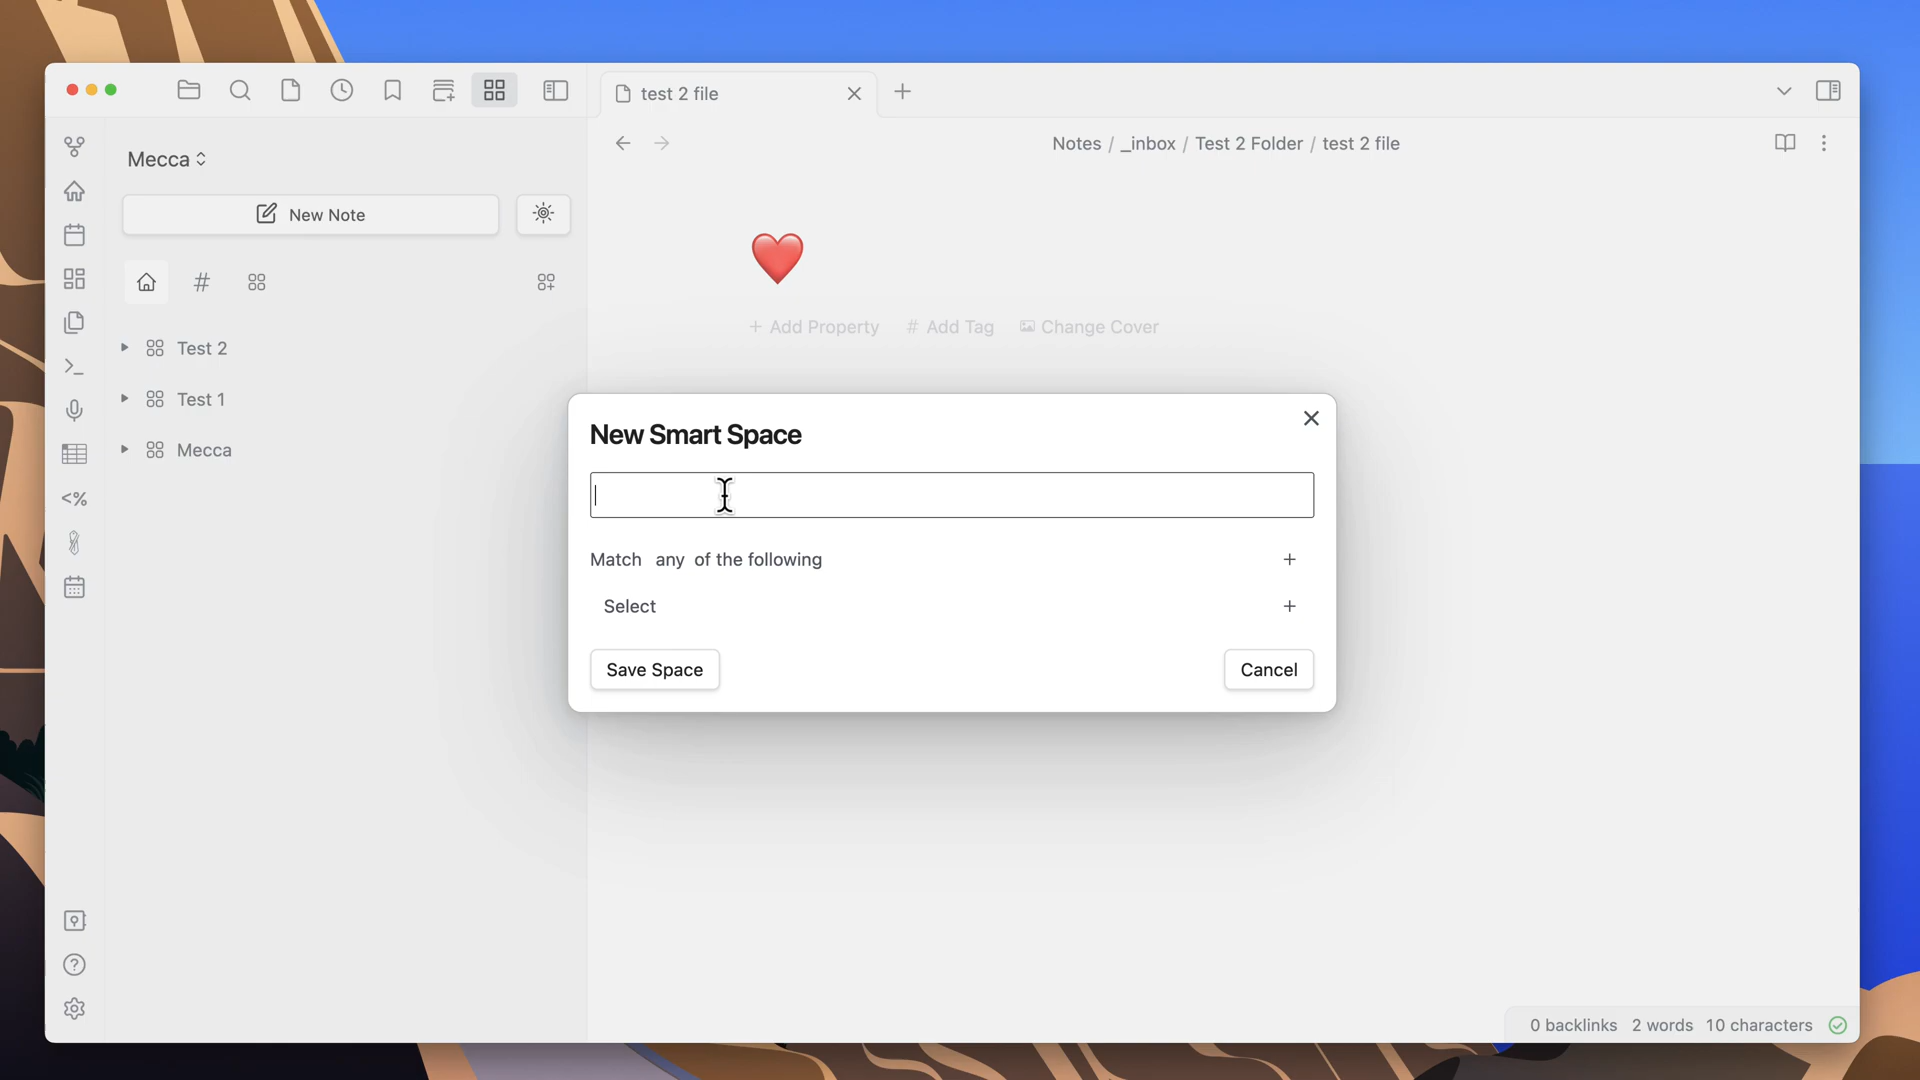 test 2 file
Notes / _inbox / Test 2 Folder / test 2 file
Mecca
New Note
+ Add Property # Add Tag Change Cover
Test 2
Test 1
Mecca
New Smart Space
Match any of the following
Select
Save Space
Cancel
0 backlinks 2 words 10 characters